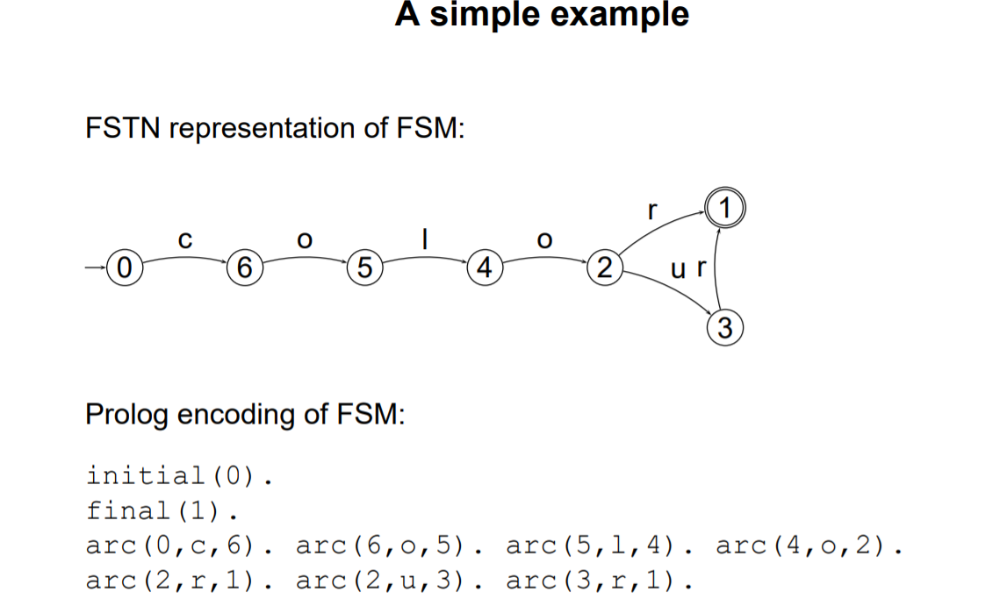 A simple example
FSTN representation of FSM:
r 1
c o l o
0 6 5 4 2 u r
3
Prolog encoding of FSM:
initial(0).
final(1).
arc(0,c,6). arc(6,o,5). arc(5,l,4). arc(4,o,2).
arc(2,r,1). arc(2,u,3). arc(3,r,1).